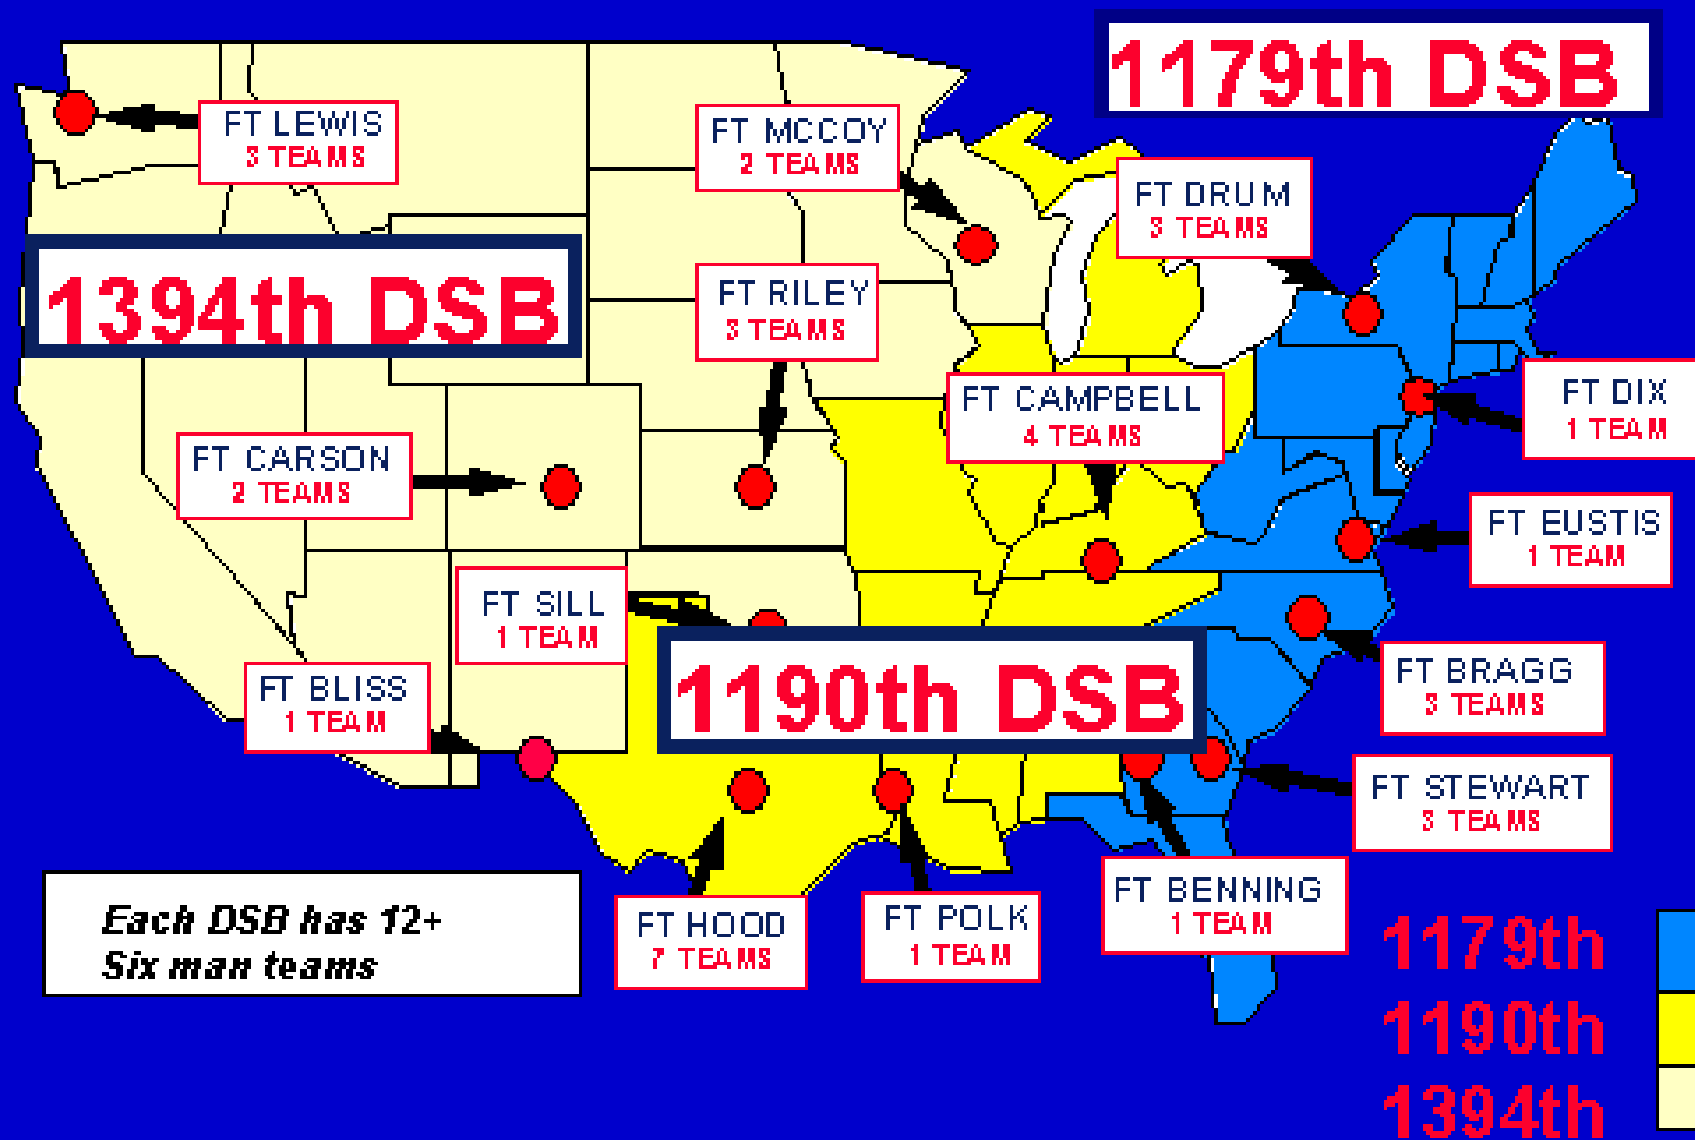 1179th DSB
FT LEWIS
3 TEAMS
FT MCCOY
2 TEAMS
FT DRUM
3 TEAMS
1394th DSB
FT RILEY
3 TEAMS
FT CAMPBELL
4 TEAMS
FT DIX
1 TEAM
FT CARSON
2 TEAMS
FT EUSTIS
1 TEAM
FT SILL
1 TEAM
1190th DSB
FT BRAGG
3 TEAMS
FT BLISS
1 TEAM
FT STEWART
3 TEAMS
FT BENNING
1 TEAM
FT HOOD
7 TEAMS
FT POLK
1 TEAM
Each DSB has 12+
Six man teams
1179th
1190th
1394th